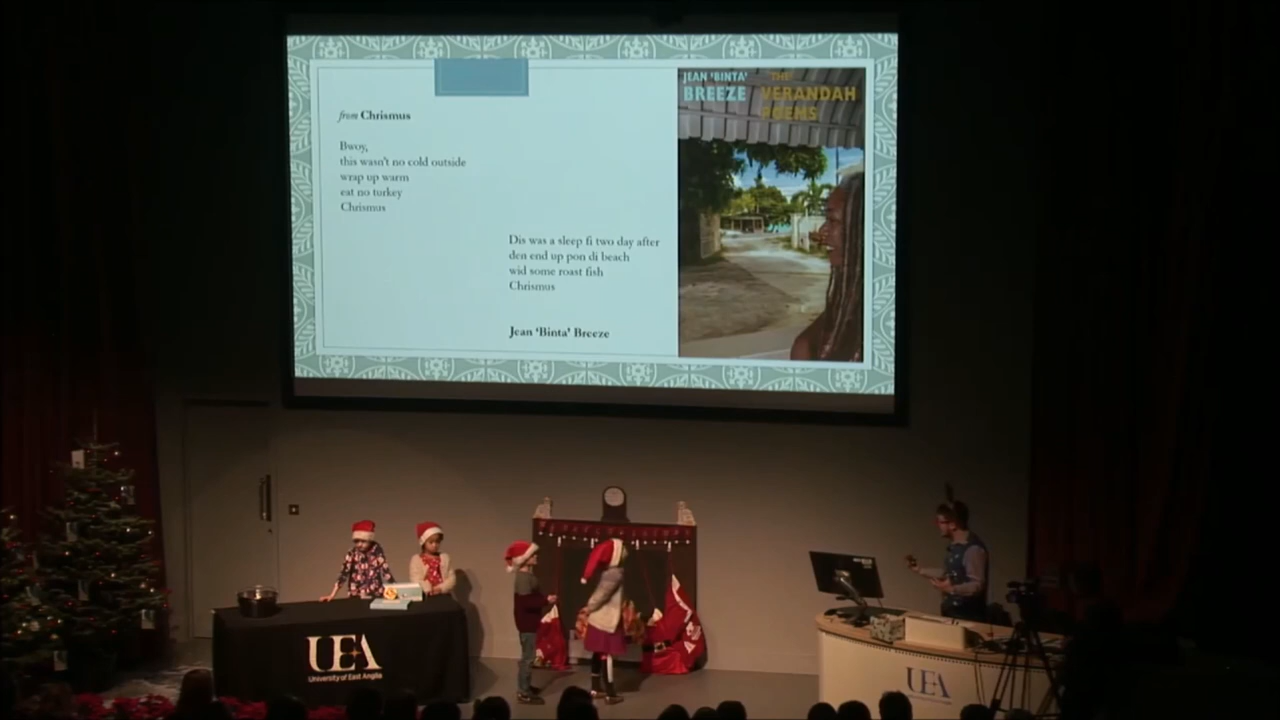 from Chrismus
Bwoy,
this wasn't no cold outside
wrap up warm
eat no turkey
Chrismus
Dis was a sleep fi two day after
den end up pon di beach
wid some roast fish
Chrismus
Jean ‘Binta’ Breeze
JEAN ‘BINTA’
BREEZE
THE
VERANDAH
POEMS
UEA
University of East Anglia
UEA